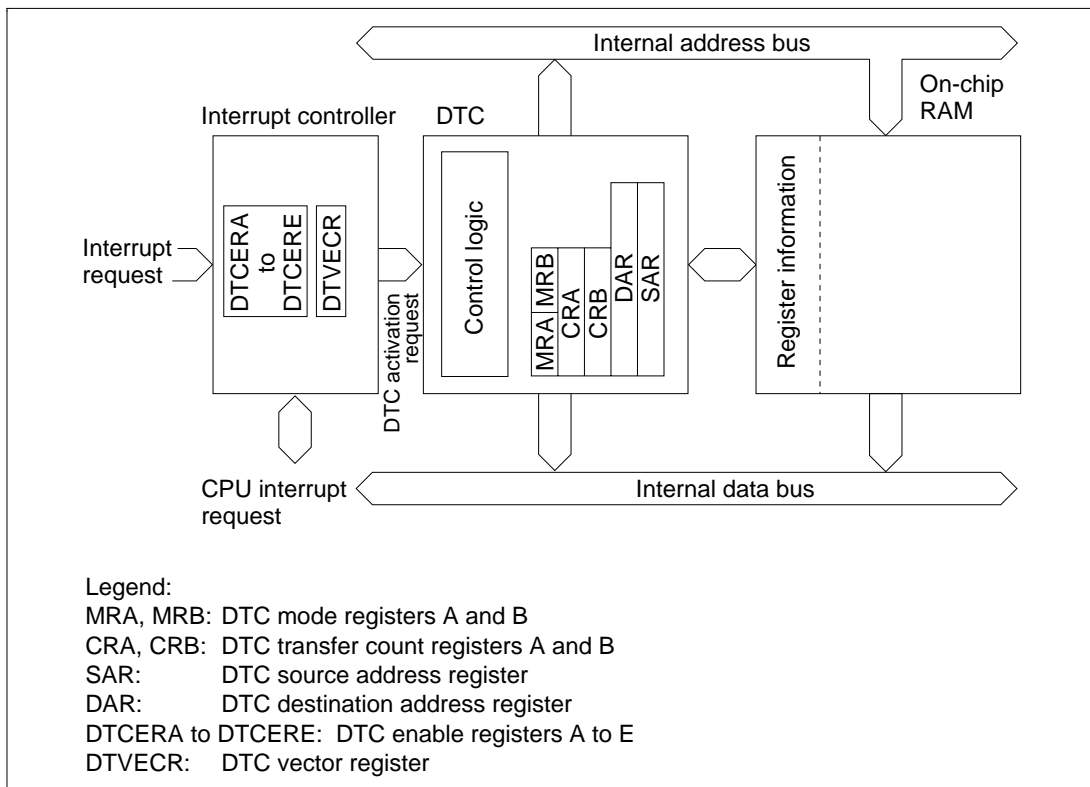 Internal address bus
On-chip
RAM
Interrupt controller
DTC
Interrupt
request
DTCERA
to
DTCERE
DTVECR
DTC activation
request
Control logic
MRA
MRB
CRA
CRB
DAR
SAR
Register information
CPU interrupt
request
Internal data bus
Legend:
MRA, MRB: DTC mode registers A and B
CRA, CRB: DTC transfer count registers A and B
SAR: DTC source address register
DAR: DTC destination address register
DTCERA to DTCERE: DTC enable registers A to E
DTVECR: DTC vector register